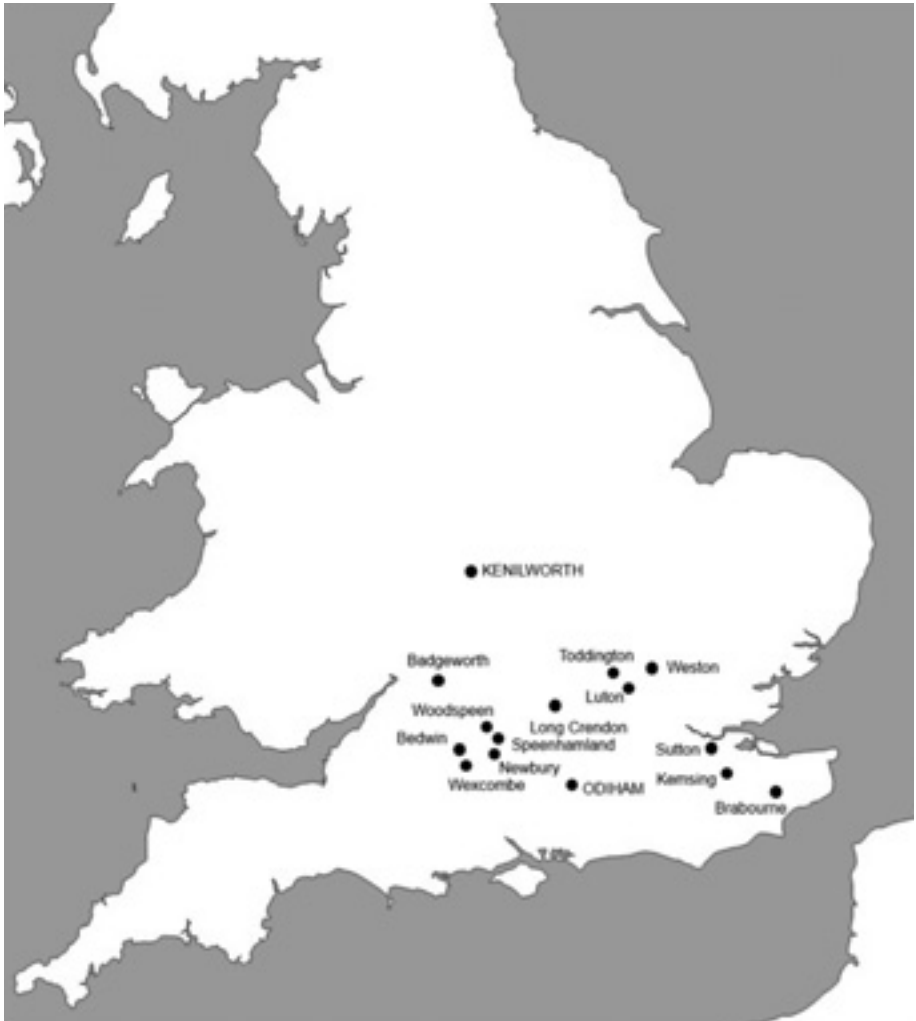 KENILWORTH
Badgeworth
Toddington
Weston
Luton
Woodspeen
Long Crendon
Bedwin
Speenhamland
Sutton
Newbury
Wexcombe
ODIHAM
Kemsing
Brabourne